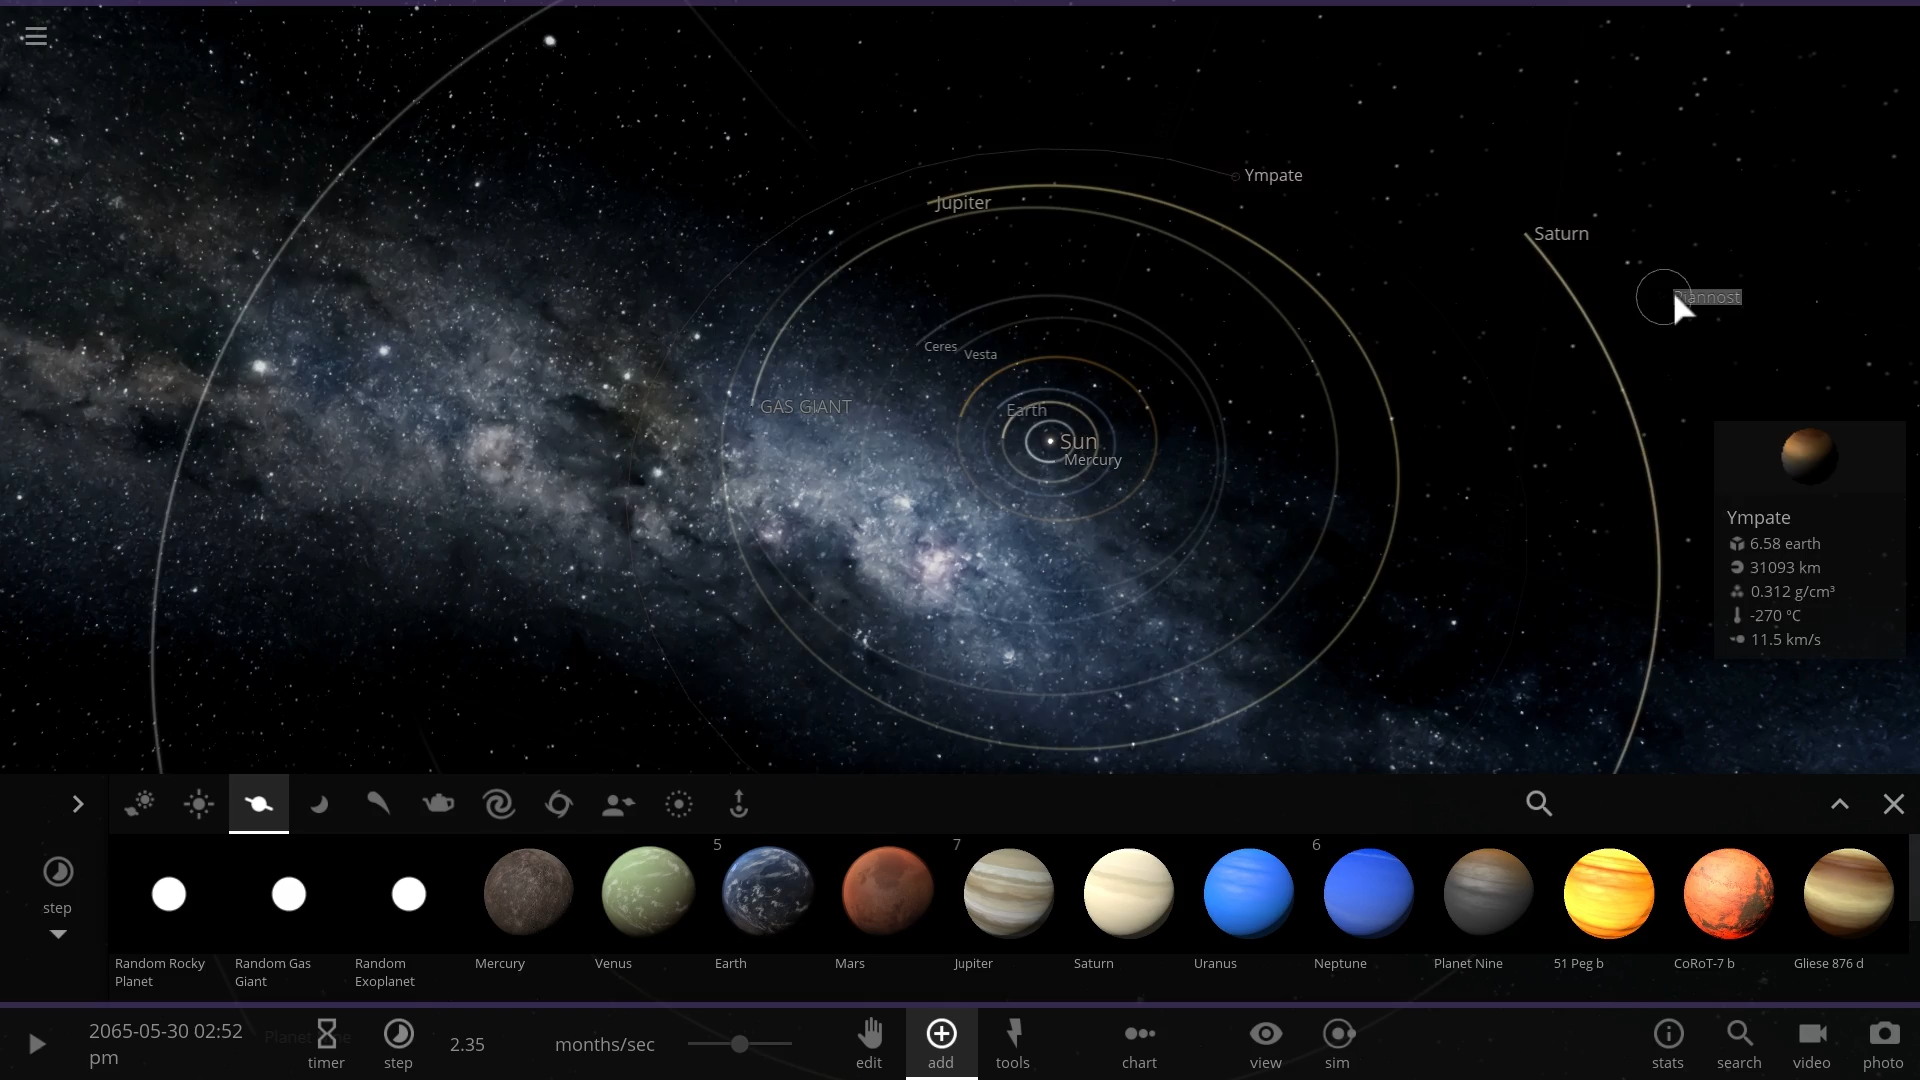 Ympate
Jupiter
Saturn
Ceres
Vesta
GAS GIANT
Earth
Sun
Mercury
Ympate
6.58 earth
31093 km
0.312 g/cm³
-270 °C
11.5 km/s
step
5
7
6
Random Rocky
Planet
Random Gas
Giant
Random
Exoplanet
Mercury
Venus
Earth
Mars
Jupiter
Saturn
Uranus
Neptune
Planet Nine
51 Peg b
CoRoT-7 b
Gliese 876 d
2065-05-30 02:52
pm
timer
step
2.35
months/sec
edit
add
tools
chart
view
sim
stats
search
video
photo